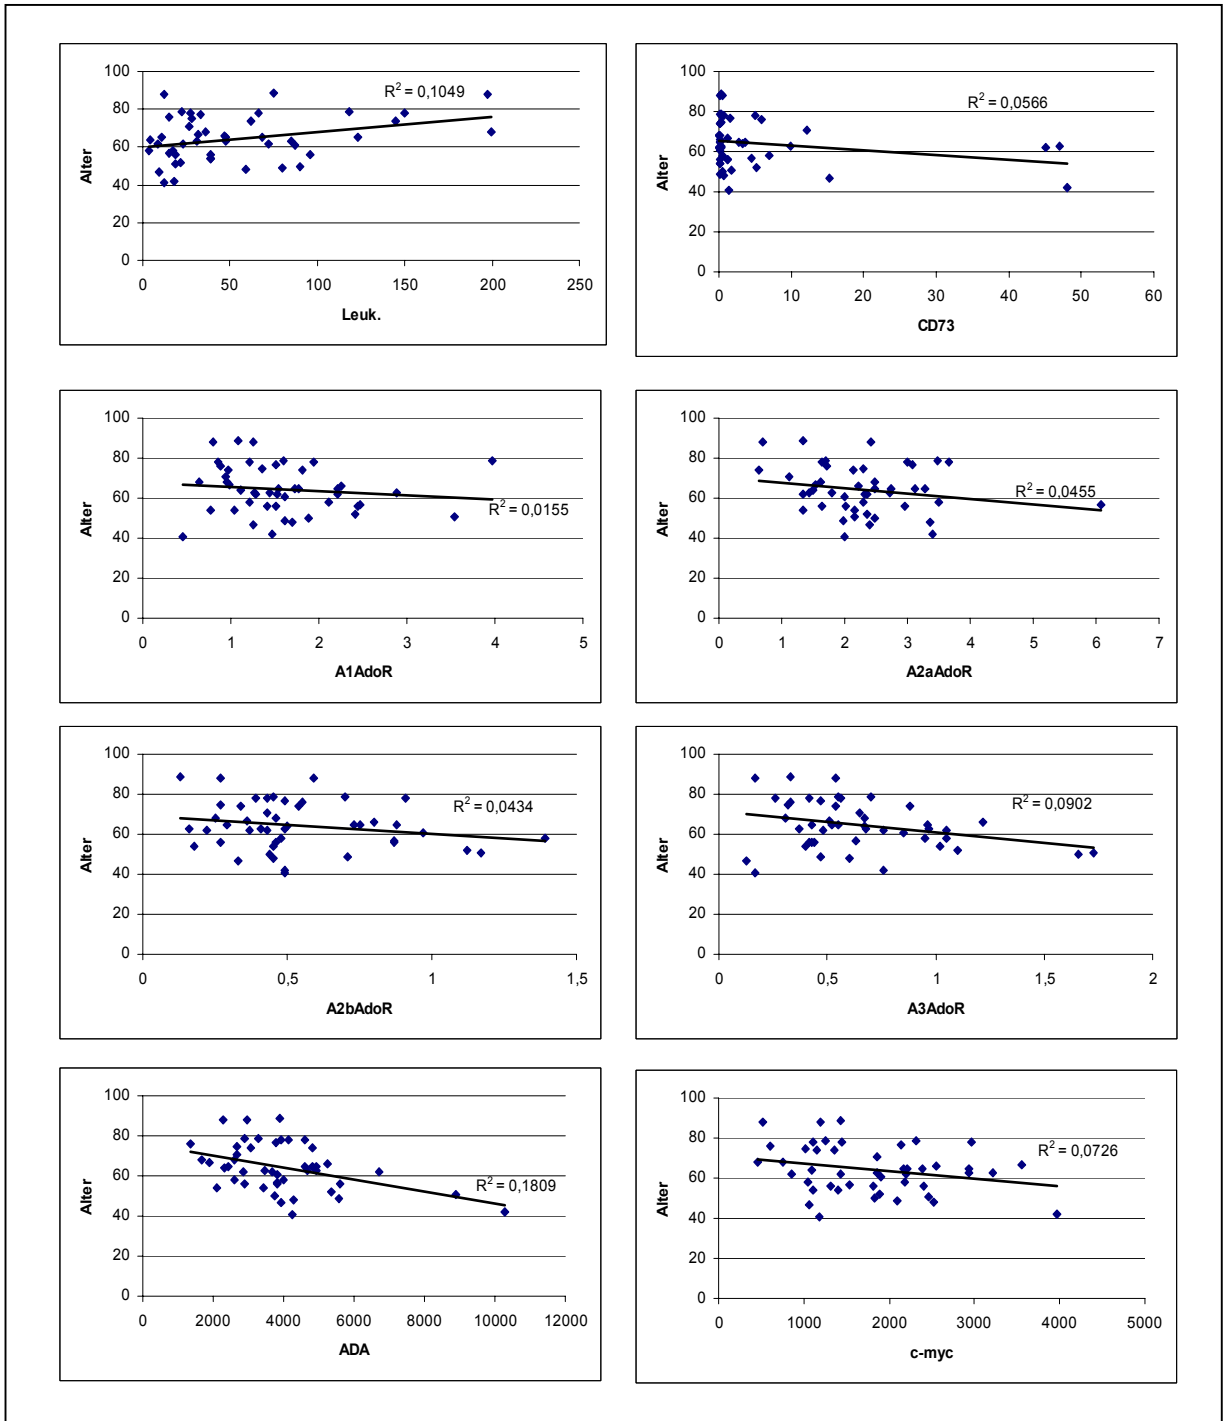 100
80
60
40
20
0
Alter
R² = 0,1049
0 50 100 150 200 250
Leuk.
100
80
60
40
20
0
Alter
R² = 0,0566
0 10 20 30 40 50 60
CD73
100
80
60
40
20
0
Alter
R² = 0,0155
0 1 2 3 4 5
A1AdoR
100
80
60
40
20
0
Alter
R² = 0,0455
0 1 2 3 4 5 6 7
A2aAdoR
100
80
60
40
20
0
Alter
R² = 0,0434
0 0,5 1 1,5
A2bAdoR
100
80
60
40
20
0
Alter
R² = 0,0902
0 0,5 1 1,5 2
A3AdoR
100
80
60
40
20
0
Alter
R² = 0,1809
0 2000 4000 6000 8000 10000 12000
ADA
100
80
60
40
20
0
Alter
R² = 0,0726
0 1000 2000 3000 4000 5000
c-myc